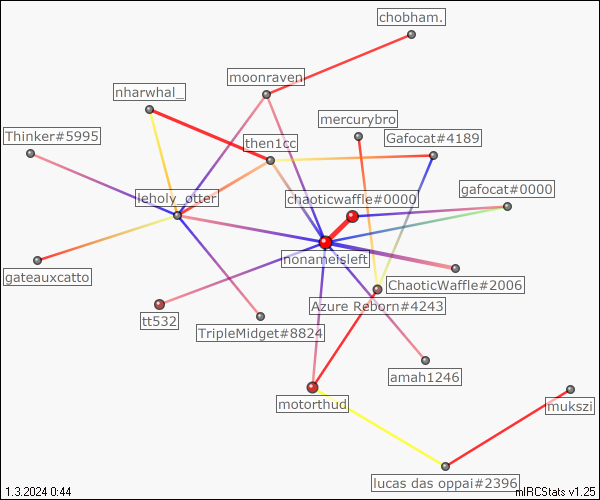 chobham.
moonraven
nharwhal_
mercurybro
Thinker#5995
then1cc
Gafocat#4189
leholy_otter
chaoticwaffle#0000
gafocat#0000
nonameisleft
gateauxcatto
ChaoticWaffle#2006
Azure Reborn#4243
tt532
TripleMidget#8824
amah1246
motorthud
mukszi
lucas das oppai#2396
1.3.2024 0:44
mIRCStats v1.25